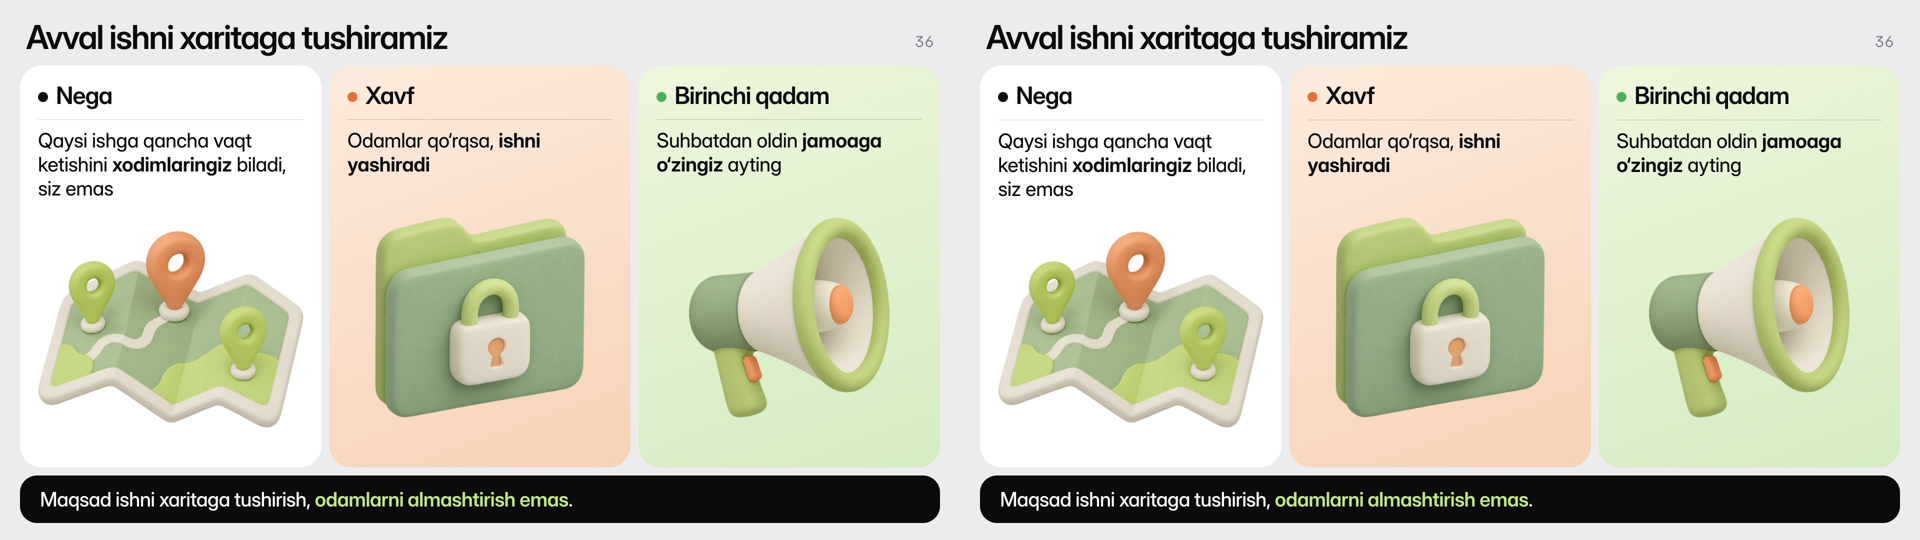 Avval ishni xaritaga tushiramiz
36
Nega
Qaysi ishga qancha vaqt
ketishini xodimlaringiz biladi,
siz emas
Xavf
Odamlar qo‘rqsa, ishni
yashiradi
Birinchi qadam
Suhbatdan oldin jamoaga
o‘zingiz ayting
Maqsad ishni xaritaga tushirish, odamlarni almashtirish emas.
Avval ishni xaritaga tushiramiz
36
Nega
Qaysi ishga qancha vaqt
ketishini xodimlaringiz biladi,
siz emas
Xavf
Odamlar qo‘rqsa, ishni
yashiradi
Birinchi qadam
Suhbatdan oldin jamoaga
o‘zingiz ayting
Maqsad ishni xaritaga tushirish, odamlarni almashtirish emas.